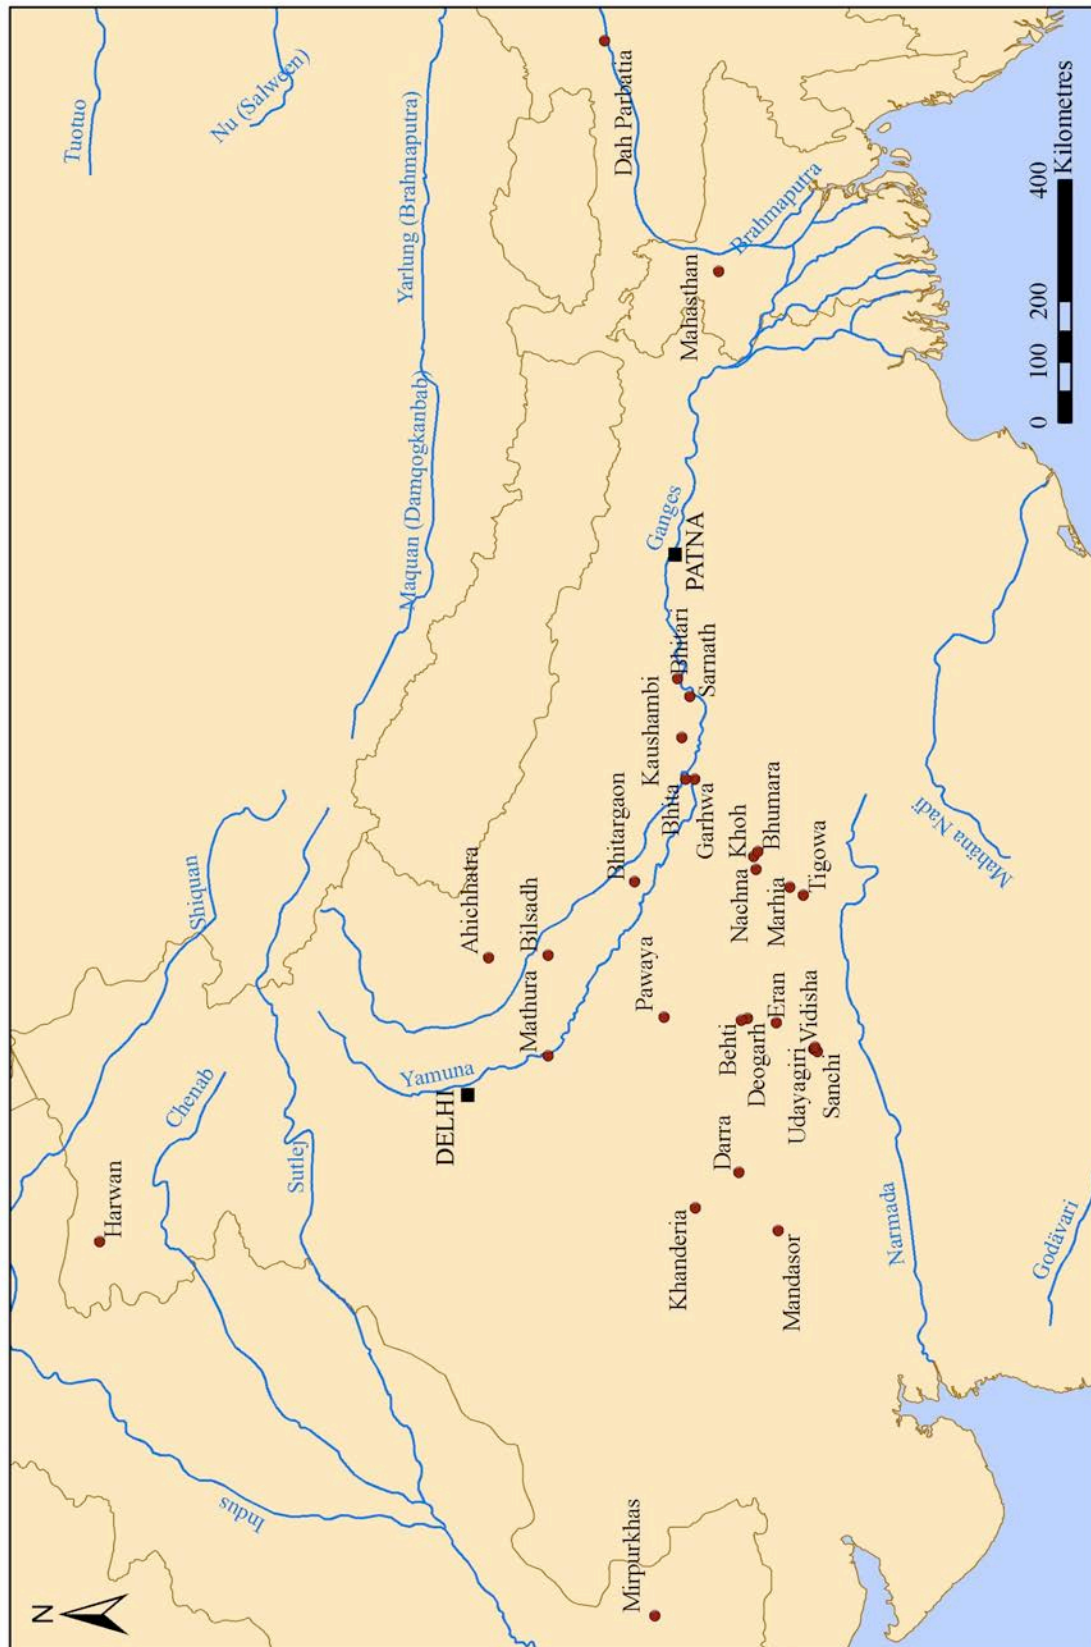 N
Tuotuo
Nu (Salween)
Indus
Harwan
Chenab
Shiquan
Sutlej
Maquan (Damqogkanbab)
Yarlung (Brahmaputra)
Yamuna
DELHI
Ahichhatra
Mathura
Bilsadh
Dah Parbatia
Bhitargaon
Mirpurkhas
Pawaya
Kaushambi
Bhitari
Ganges
PATNA
Sarnath
Bhita
Garhwa
Mahasthan
Brahmaputra
Khanderia
Darra
Behti
Deogarh
Nachna
Khoh
Bhumara
Mandasor
Eran
Marhia
Tigowa
Udayagiri
Vidisha
Sanchi
Narmada
Mahāna Nadī
Godāvari
0 100 200 400
Kilometres